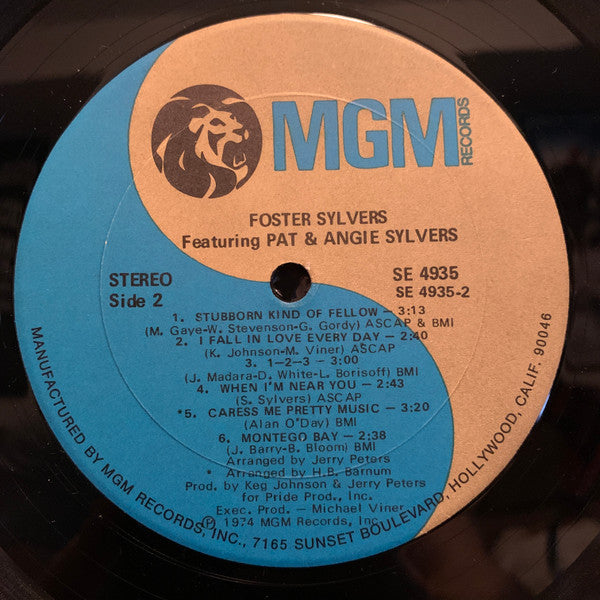 MGM
RECORDS
FOSTER SYLVERS
Featuring PAT & ANGIE SYLVERS
STEREO
Side 2
SE 4935
SE 4935-2
1. STUBBORN KIND OF FELLOW — 3:13
(M. Gaye-W. Stevenson-G. Gordy) ASCAP & BMI
2. I FALL IN LOVE EVERY DAY — 2:40
(K. Johnson-M. Viner) ASCAP
3. 1-2-3 — 3:00
(J. Madara-D. White-L. Borisoff) BMI
4. WHEN I'M NEAR YOU — 2:43
(S. Sylvers) ASCAP
*5. CARESS ME PRETTY MUSIC — 3:20
(Alan O'Day) BMI
6. MONTEGO BAY — 2:38
(J. Barry-B. Bloom) BMI
Arranged by Jerry Peters
* Arranged by H.B. Barnum
Prod. by Keg Johnson & Jerry Peters
for Pride Prod., Inc.
Exec. Prod. — Michael Viner
℗ 1974 MGM Records, Inc.
MANUFACTURED BY MGM RECORDS, INC., 7165 SUNSET BOULEVARD, HOLLYWOOD, CALIF. 90046